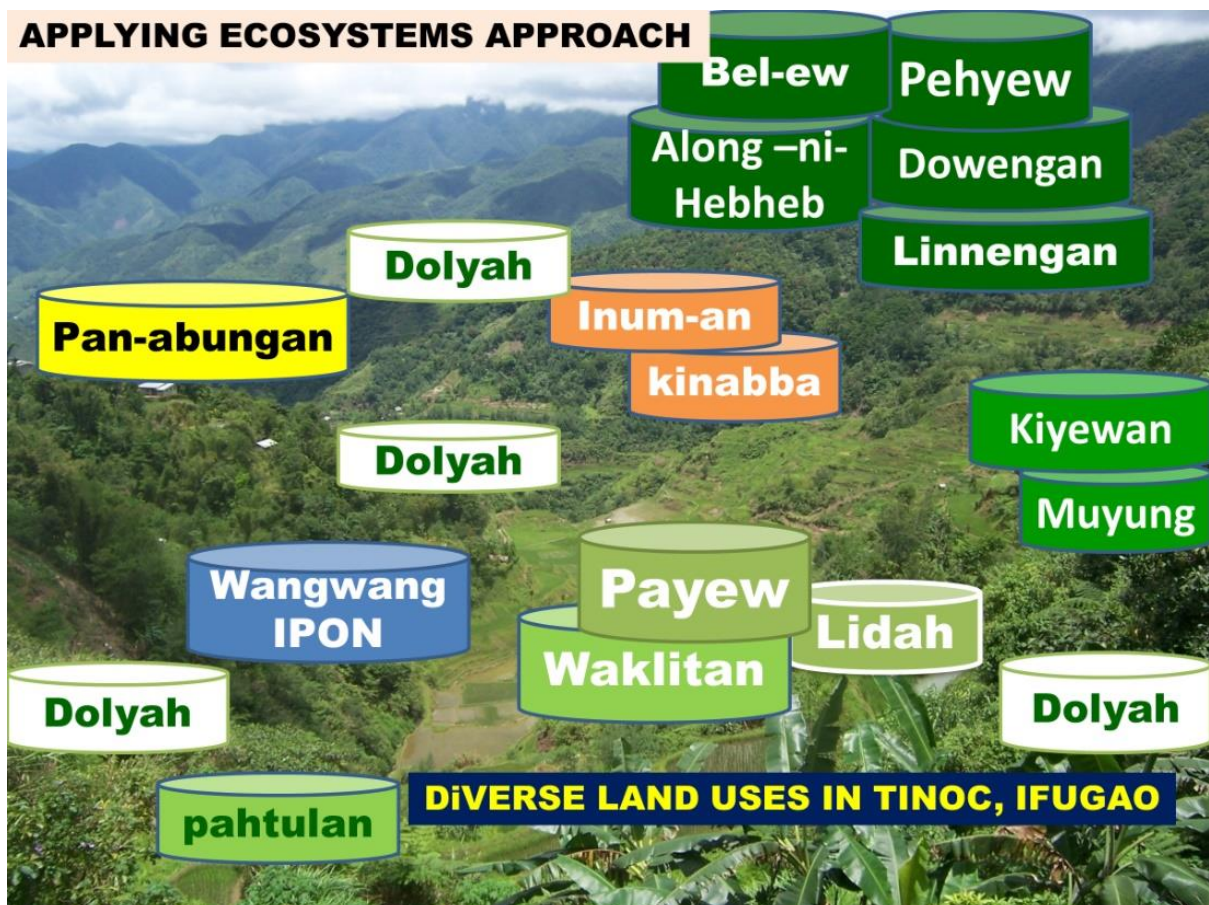 APPLYING ECOSYSTEMS APPROACH
Bel-ew
Pehyew
Along –ni-
Hebheb
Dowengan
Linnengan
Dolyah
Inum-an
Pan-abungan
kinabba
Kiyewan
Dolyah
Muyung
Wangwang
IPON
Payew
Lidah
Waklitan
Dolyah
Dolyah
pahtulan
DiVERSE LAND USES IN TINOC, IFUGAO